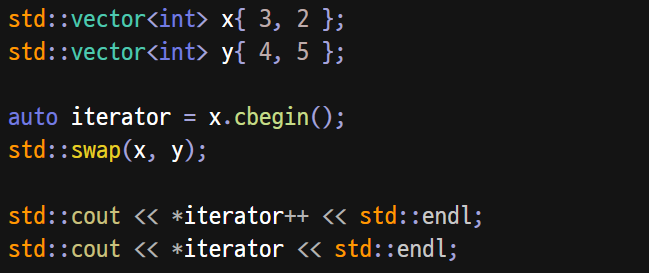 std::vector<int> x{ 3, 2 };
std::vector<int> y{ 4, 5 };
auto iterator = x.cbegin();
std::swap(x, y);
std::cout << *iterator++ << std::endl;
std::cout << *iterator << std::endl;